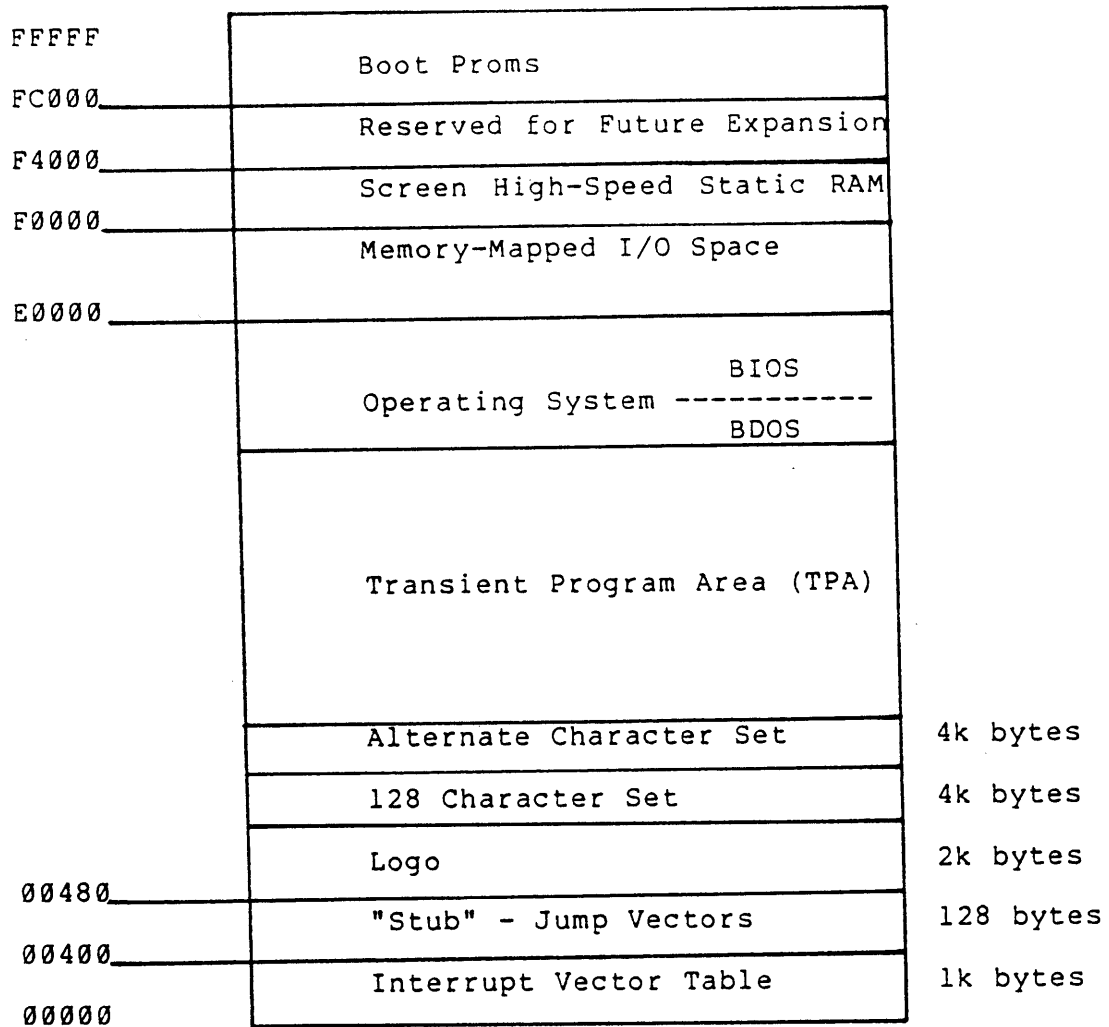 FFFFF
Boot Proms
FC000
Reserved for Future Expansion
F4000
Screen High-Speed Static RAM
F0000
Memory-Mapped I/O Space
E0000
BIOS
Operating System -----------
BDOS
Transient Program Area (TPA)
Alternate Character Set 4k bytes
128 Character Set 4k bytes
Logo 2k bytes
00480
"Stub" - Jump Vectors 128 bytes
00400
Interrupt Vector Table 1k bytes
00000